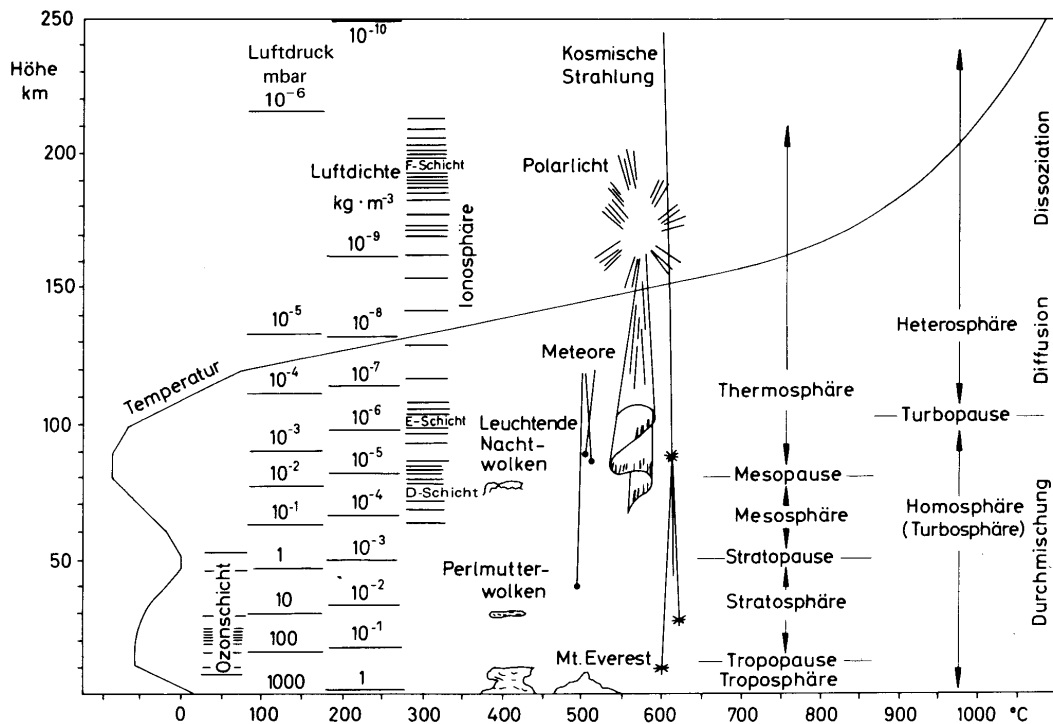 Höhe
km
250
200
150
100
50
Luftdruck
mbar
10⁻⁶
10⁻⁵
10⁻⁴
10⁻³
10⁻²
10⁻¹
1
10
100
1000
10⁻¹⁰
Luftdichte
kg · m⁻³
10⁻⁹
10⁻⁸
10⁻⁷
10⁻⁶
10⁻⁵
10⁻⁴
10⁻³
10⁻²
10⁻¹
1
Temperatur
Ozonschicht
F-Schicht
E-Schicht
D-Schicht
Ionosphäre
Kosmische
Strahlung
Polarlicht
Meteore
Leuchtende
Nacht-
wolken
Perlmutter-
wolken
Mt. Everest
Thermosphäre
Mesopause
Mesosphäre
Stratopause
Stratosphäre
Tropopause
Troposphäre
Heterosphäre
Turbopause
Homosphäre
(Turbosphäre)
Dissoziation
Diffusion
Durchmischung
0 100 200 300 400 500 600 700 800 900 1000 °C